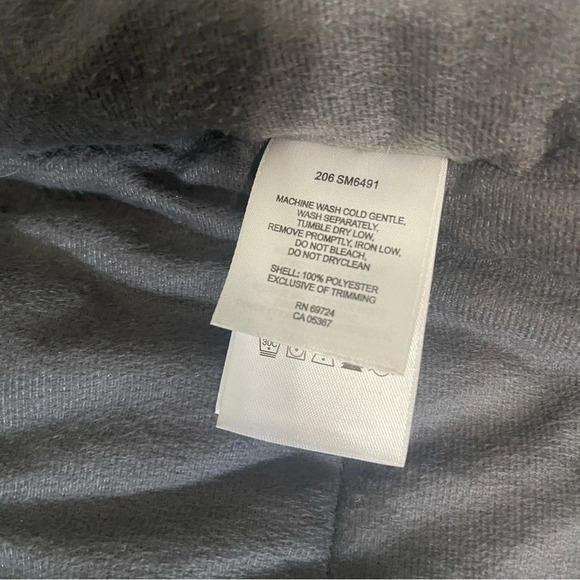 206 SM6491
MACHINE WASH COLD GENTLE,
WASH SEPARATELY,
TUMBLE DRY LOW,
REMOVE PROMPTLY, IRON LOW,
DO NOT BLEACH,
DO NOT DRYCLEAN
SHELL: 100% POLYESTER
EXCLUSIVE OF TRIMMING
RN 69724
CA 05367
30C